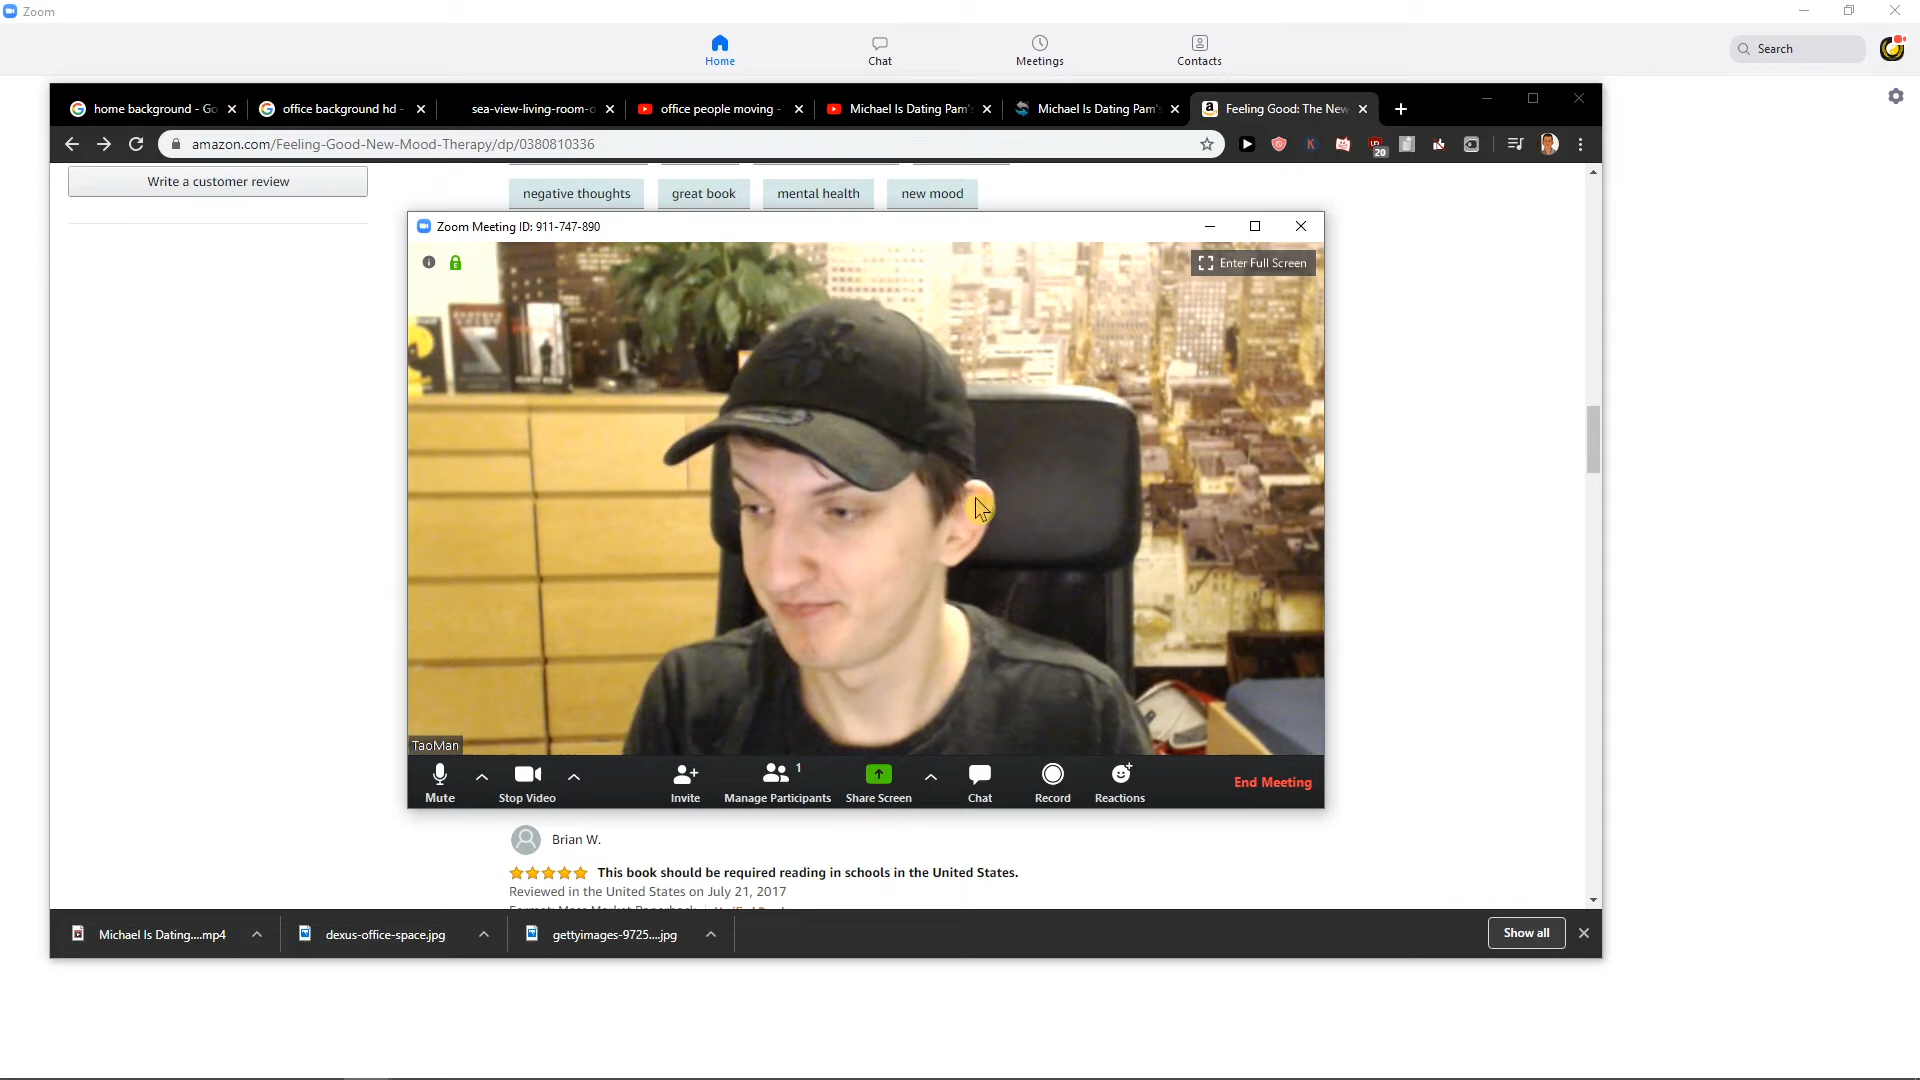 Zoom
Home
Chat
Meetings
Contacts
Search
home background - Go
office background hd -
sea-view-living-room-o
office people moving -
Michael Is Dating Pam's
Michael Is Dating Pam's
Feeling Good: The New
amazon.com/Feeling-Good-New-Mood-Therapy/dp/0380810336
20
Write a customer review
negative thoughts
great book
mental health
new mood
Zoom Meeting ID: 911-747-890
Enter Full Screen
TaoMan
Mute
Stop Video
Invite
1
Manage Participants
Share Screen
Chat
Record
Reactions
End Meeting
Brian W.
This book should be required reading in schools in the United States.
Reviewed in the United States on July 21, 2017
Michael Is Dating....mp4
dexus-office-space.jpg
gettyimages-9725....jpg
Show all